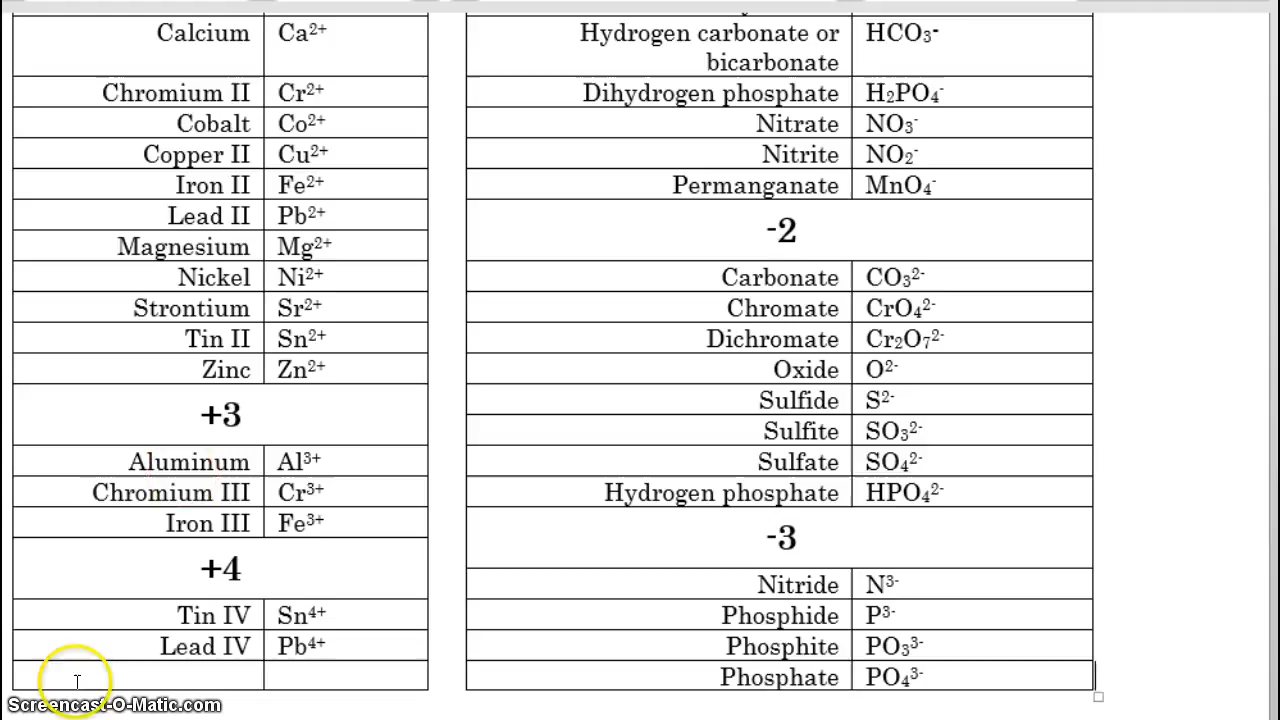 Calcium Ca²⁺
Chromium II Cr²⁺
Cobalt Co²⁺
Copper II Cu²⁺
Iron II Fe²⁺
Lead II Pb²⁺
Magnesium Mg²⁺
Nickel Ni²⁺
Strontium Sr²⁺
Tin II Sn²⁺
Zinc Zn²⁺
+3
Aluminum Al³⁺
Chromium III Cr³⁺
Iron III Fe³⁺
+4
Tin IV Sn⁴⁺
Lead IV Pb⁴⁺
Hydrogen carbonate or HCO₃⁻
bicarbonate
Dihydrogen phosphate H₂PO₄⁻
Nitrate NO₃⁻
Nitrite NO₂⁻
Permanganate MnO₄⁻
-2
Carbonate CO₃²⁻
Chromate CrO₄²⁻
Dichromate Cr₂O₇²⁻
Oxide O²⁻
Sulfide S²⁻
Sulfite SO₃²⁻
Sulfate SO₄²⁻
Hydrogen phosphate HPO₄²⁻
-3
Nitride N³⁻
Phosphide P³⁻
Phosphite PO₃³⁻
Phosphate PO₄³⁻
Screencast-O-Matic.com